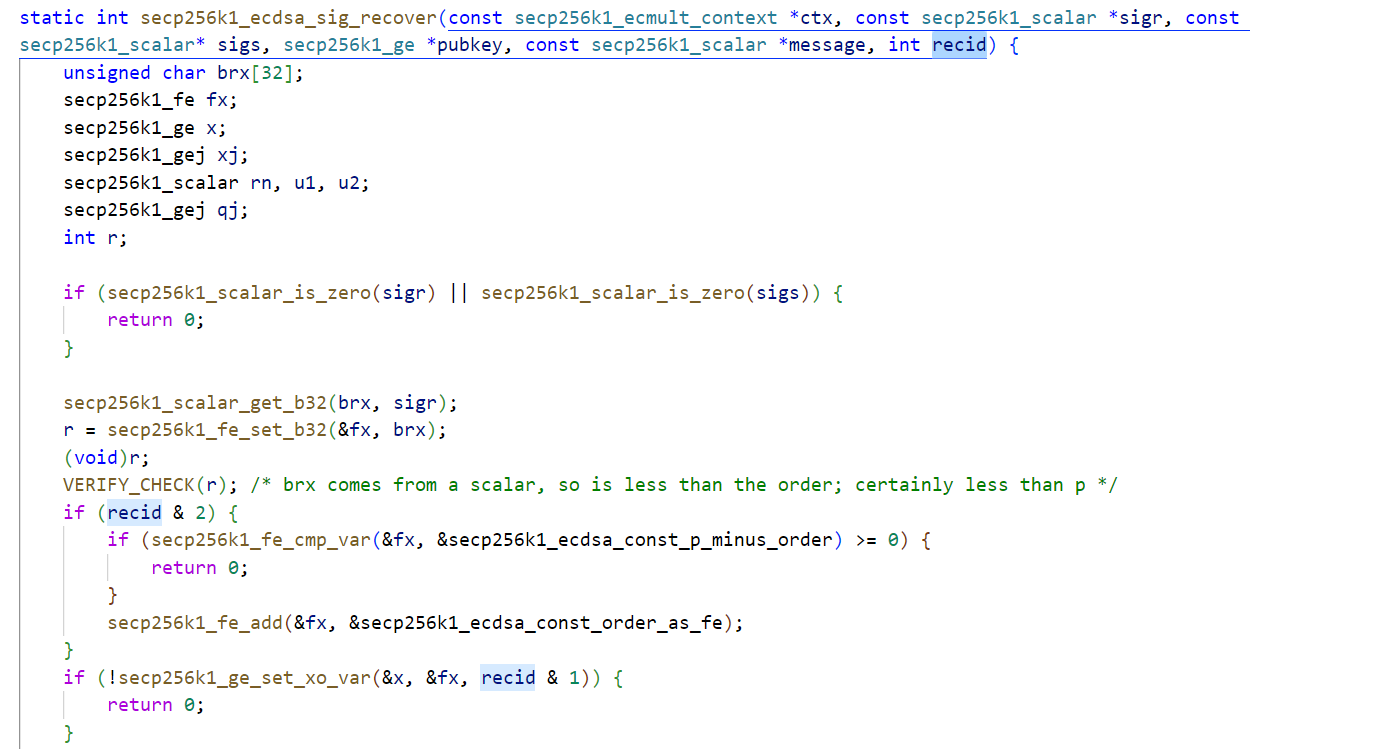 static int secp256k1_ecdsa_sig_recover(const secp256k1_ecmult_context *ctx, const secp256k1_scalar *sigr, const
secp256k1_scalar* sigs, secp256k1_ge *pubkey, const secp256k1_scalar *message, int recid) {
    unsigned char brx[32];
    secp256k1_fe fx;
    secp256k1_ge x;
    secp256k1_gej xj;
    secp256k1_scalar rn, u1, u2;
    secp256k1_gej qj;
    int r;

    if (secp256k1_scalar_is_zero(sigr) || secp256k1_scalar_is_zero(sigs)) {
        return 0;
    }

    secp256k1_scalar_get_b32(brx, sigr);
    r = secp256k1_fe_set_b32(&fx, brx);
    (void)r;
    VERIFY_CHECK(r); /* brx comes from a scalar, so is less than the order; certainly less than p */
    if (recid & 2) {
        if (secp256k1_fe_cmp_var(&fx, &secp256k1_ecdsa_const_p_minus_order) >= 0) {
            return 0;
        }
        secp256k1_fe_add(&fx, &secp256k1_ecdsa_const_order_as_fe);
    }
    if (!secp256k1_ge_set_xo_var(&x, &fx, recid & 1)) {
        return 0;
    }